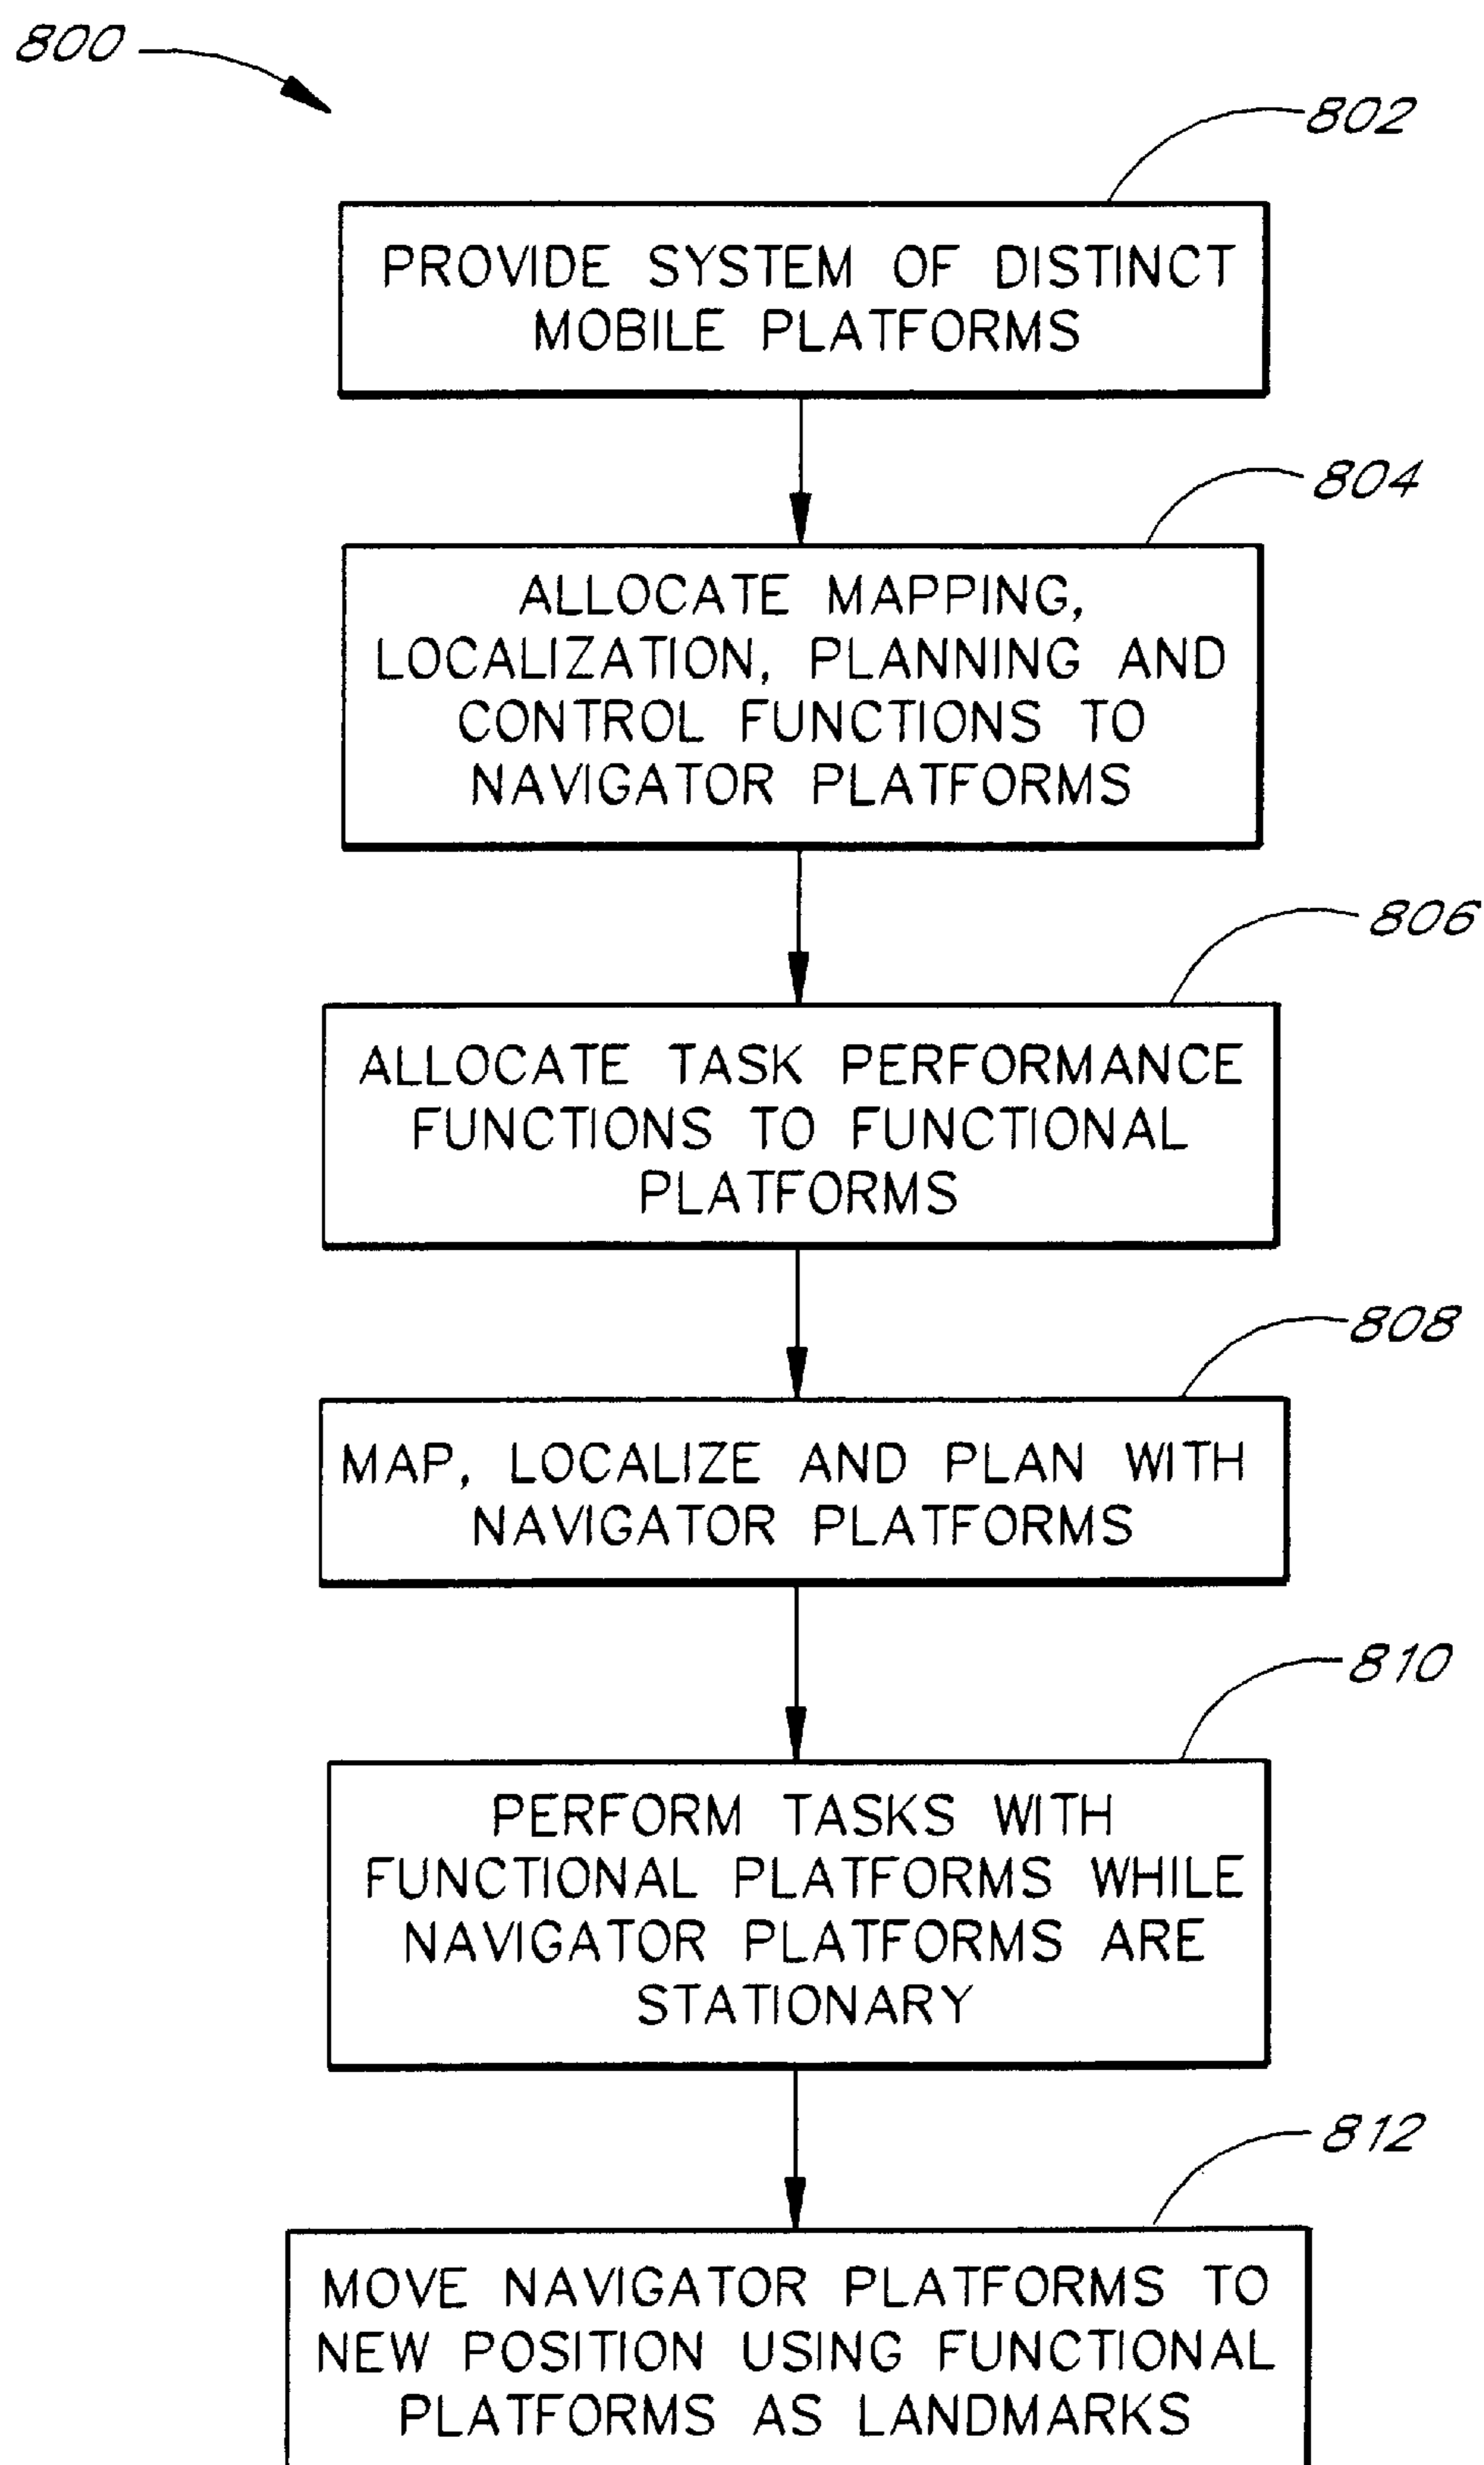 800
802
PROVIDE SYSTEM OF DISTINCT
MOBILE PLATFORMS
804
ALLOCATE MAPPING,
LOCALIZATION, PLANNING AND
CONTROL FUNCTIONS TO
NAVIGATOR PLATFORMS
806
ALLOCATE TASK PERFORMANCE
FUNCTIONS TO FUNCTIONAL
PLATFORMS
808
MAP, LOCALIZE AND PLAN WITH
NAVIGATOR PLATFORMS
810
PERFORM TASKS WITH
FUNCTIONAL PLATFORMS WHILE
NAVIGATOR PLATFORMS ARE
STATIONARY
812
MOVE NAVIGATOR PLATFORMS TO
NEW POSITION USING FUNCTIONAL
PLATFORMS AS LANDMARKS